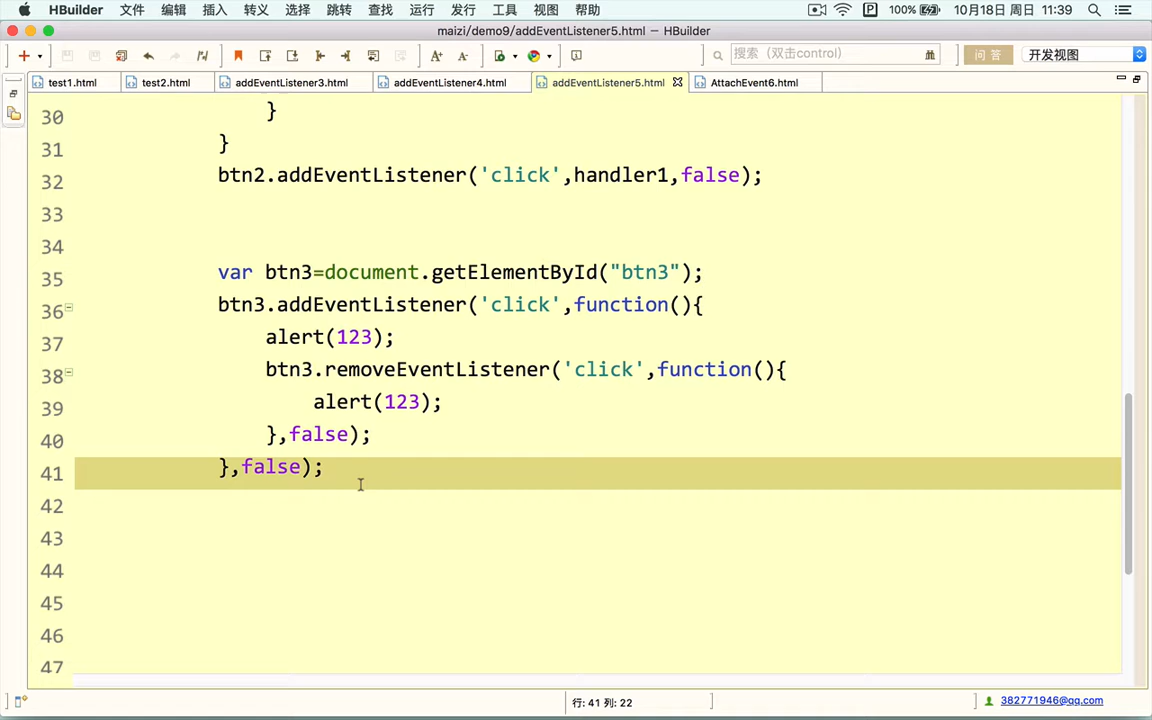 HBuilder 文件 编辑 插入 转义 选择 跳转 查找 运行 发行 工具 视图 帮助 P 100% 10月18日 周日 11:39
maizi/demo9/addEventListener5.html — HBuilder
A+ A- 搜索 (双击control) 问 答 开发视图
test1.html test2.html addEventListener3.html addEventListener4.html addEventListener5.html AttachEvent6.html
30 }
31 }
32 btn2.addEventListener('click',handler1,false);
33
34
35 var btn3=document.getElementById("btn3");
36 btn3.addEventListener('click',function(){
37 alert(123);
38 btn3.removeEventListener('click',function(){
39 alert(123);
40 },false);
41 },false);
42
43
44
45
46
47
行: 41 列: 22 382771946@qq.com